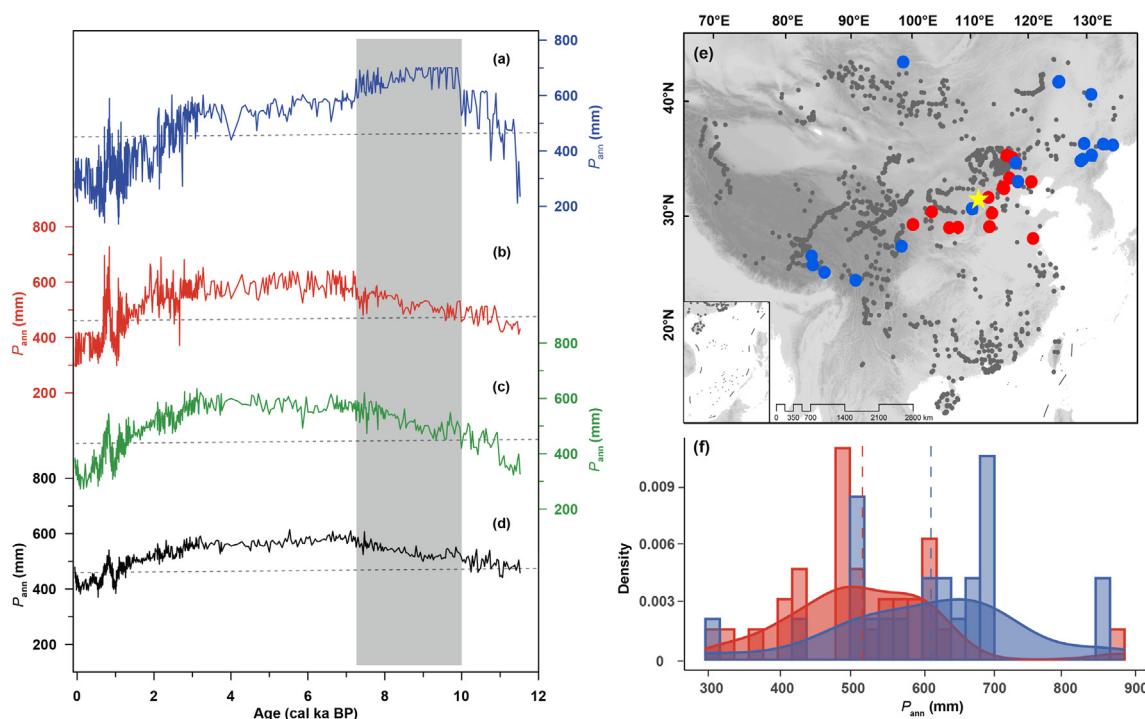 (a)
800
600
400
200
P_ann (mm)
(b)
800
600
400
200
P_ann (mm)
(c)
800
600
400
200
P_ann (mm)
(d)
800
600
400
200
P_ann (mm)
0 2 4 6 8 10 12
Age (cal ka BP)
70°E 80°E 90°E 100°E 110°E 120°E 130°E
(e)
40°N
30°N
20°N
0 350 700 1400 2100 2800 km
(f)
0.009
0.006
0.003
0
Density
300 400 500 600 700 800 900
P_ann (mm)